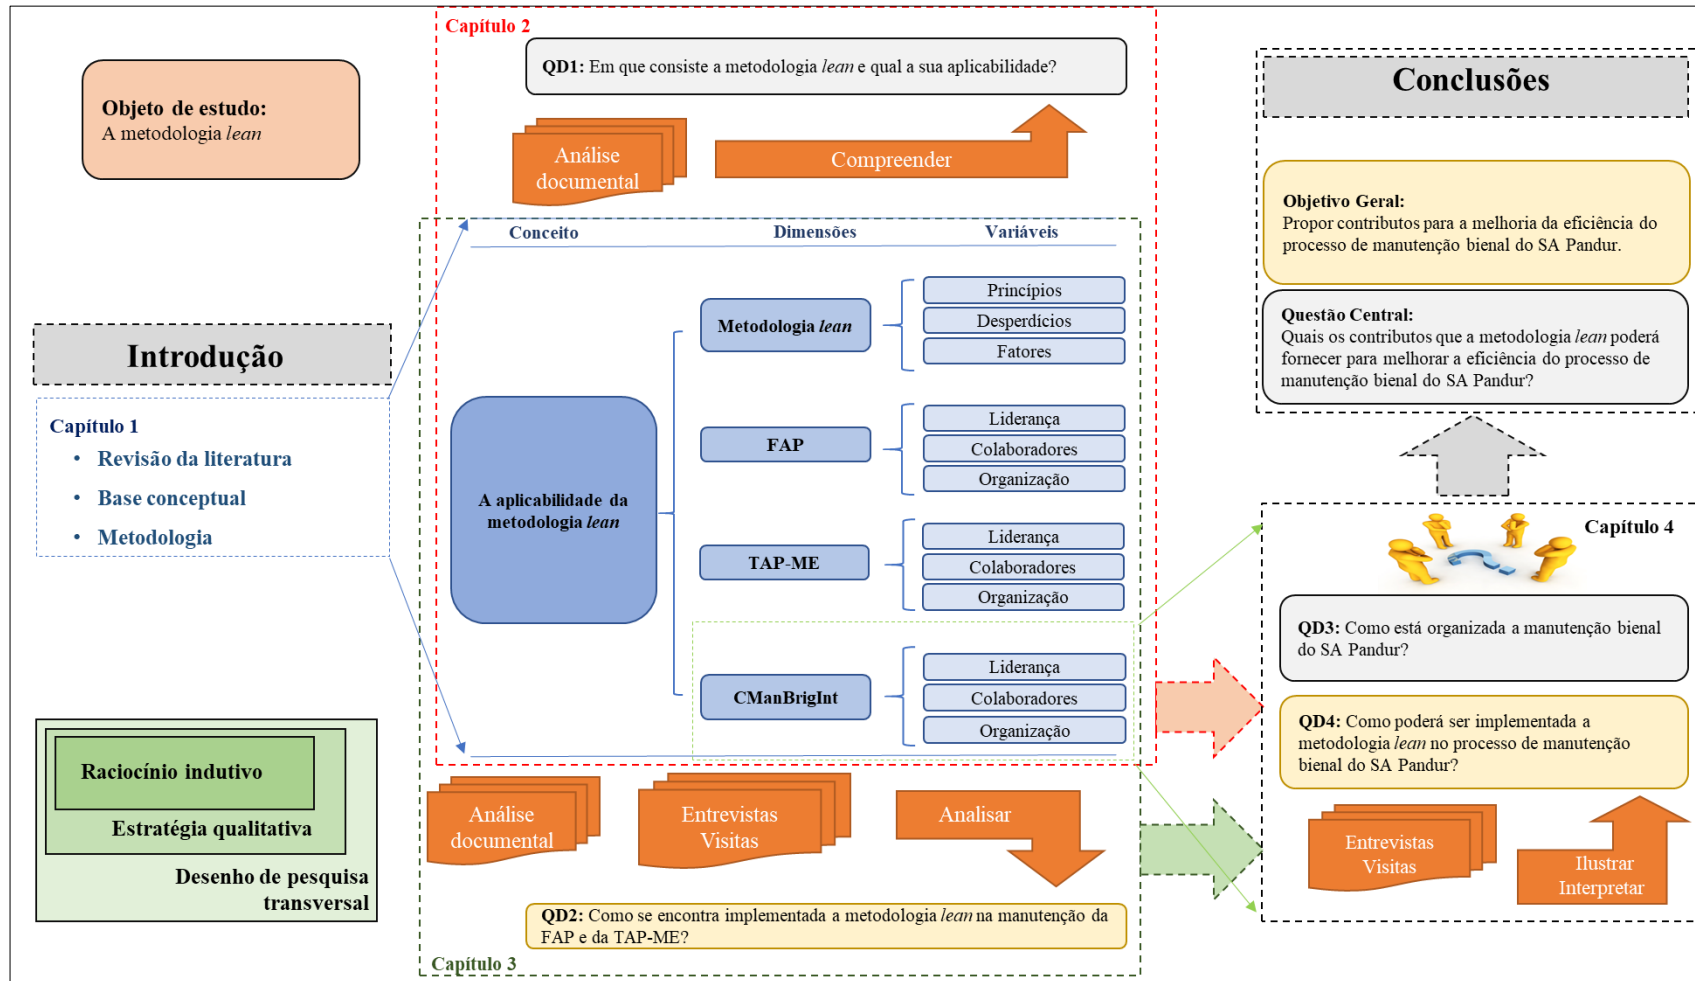 Objeto de estudo:
A metodologia lean
Introdução
Capítulo 1
• Revisão da literatura
• Base conceptual
• Metodologia
Raciocínio indutivo
Estratégia qualitativa
Desenho de pesquisa
transversal
Capítulo 2
QD1: Em que consiste a metodologia lean e qual a sua aplicabilidade?
Análise
documental
Compreender
Conceito
Dimensões
Variáveis
A aplicabilidade da
metodologia lean
Metodologia lean
Princípios
Desperdícios
Fatores
FAP
Liderança
Colaboradores
Organização
TAP-ME
Liderança
Colaboradores
Organização
CManBrigInt
Liderança
Colaboradores
Organização
Análise
documental
Entrevistas
Visitas
Analisar
QD2: Como se encontra implementada a metodologia lean na manutenção da
FAP e da TAP-ME?
Capítulo 3
Conclusões
Objetivo Geral:
Propor contributos para a melhoria da eficiência do
processo de manutenção bienal do SA Pandur.
Questão Central:
Quais os contributos que a metodologia lean poderá
fornecer para melhorar a eficiência do processo de
manutenção bienal do SA Pandur?
Capítulo 4
QD3: Como está organizada a manutenção bienal
do SA Pandur?
QD4: Como poderá ser implementada a
metodologia lean no processo de manutenção
bienal do SA Pandur?
Entrevistas
Visitas
Ilustrar
Interpretar